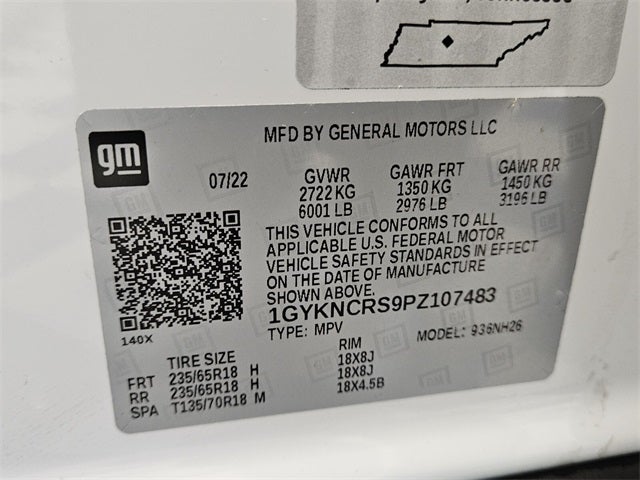 MFD BY GENERAL MOTORS LLC
gm
07/22 GVWR GAWR FRT GAWR RR
2722 KG 1350 KG 1450 KG
6001 LB 2976 LB 3196 LB
THIS VEHICLE CONFORMS TO ALL
APPLICABLE U.S. FEDERAL MOTOR
VEHICLE SAFETY STANDARDS IN EFFECT
ON THE DATE OF MANUFACTURE
SHOWN ABOVE.
1GYKNCRS9PZ107483
TYPE: MPV MODEL: 936NH26
140X
TIRE SIZE RIM
FRT 235/65R18 H 18X8J
RR 235/65R18 H 18X8J
SPA T135/70R18 M 18X4.5B